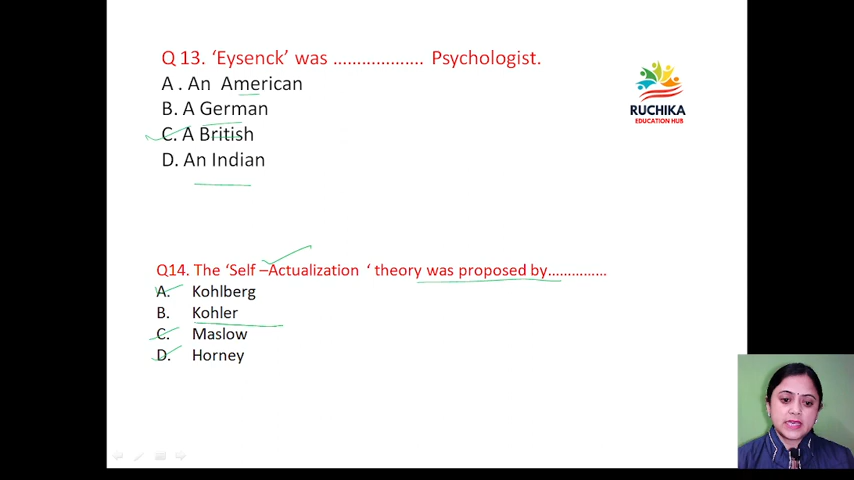 Q 13. ‘Eysenck’ was ................... Psychologist.
A . An American
B. A German
C. A British
D. An Indian
RUCHIKA
EDUCATION HUB
Q14. The ‘Self –Actualization ‘ theory was proposed by...............
A. Kohlberg
B. Kohler
C. Maslow
D. Horney